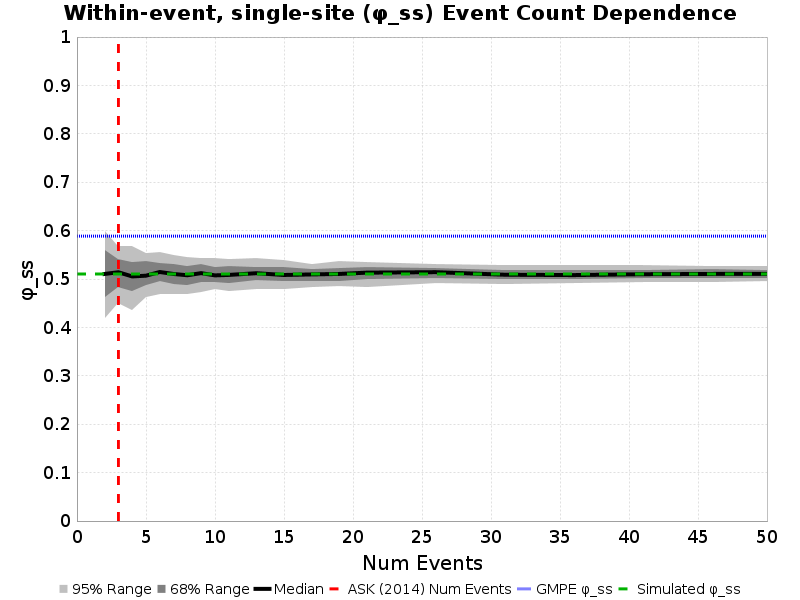 Within-event, single-site (φ_ss) Event Count Dependence
1
0.9
0.8
0.7
0.6
0.5
0.4
0.3
0.2
0.1
0
φ_ss
0 5 10 15 20 25 30 35 40 45 50
Num Events
95% Range 68% Range Median ASK (2014) Num Events GMPE φ_ss Simulated φ_ss